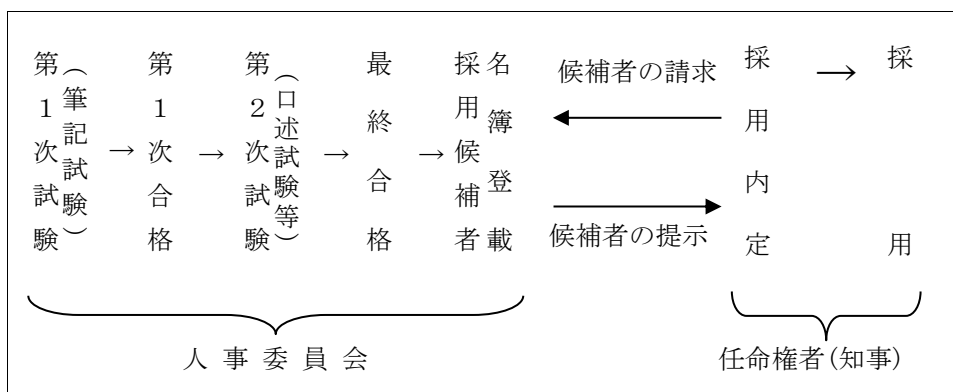 第１次試験
（筆記試験）
→
第１次合格
→
第２次試験
（口述試験等）
→
最終合格
→
採用候補者
名簿登載
候補者の請求
候補者の提示
採用内定
→
採用
人事委員会
任命権者(知事)